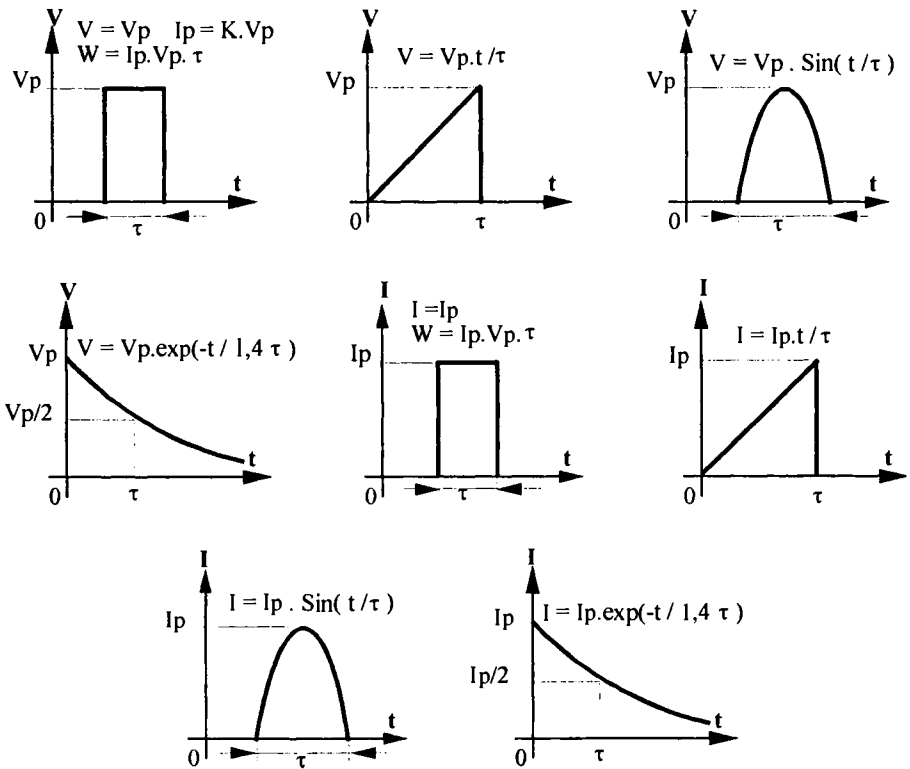 V
V = Vp Ip = K.Vp
W = Ip.Vp. τ
Vp
t
0
τ
V
V = Vp.t /τ
Vp
t
0
τ
V
V = Vp . Sin( t/τ )
Vp
t
0
τ
V
Vp
V = Vp.exp(-t / 1,4 τ )
Vp/2
t
0
τ
I
I =Ip
W = Ip.Vp. τ
Ip
t
0
τ
I
I = Ip.t/τ
Ip
t
0
τ
I
I = Ip . Sin( t/τ )
Ip
t
0
τ
I
Ip
I = Ip.exp(-t / 1,4 τ )
Ip/2
t
0
τ